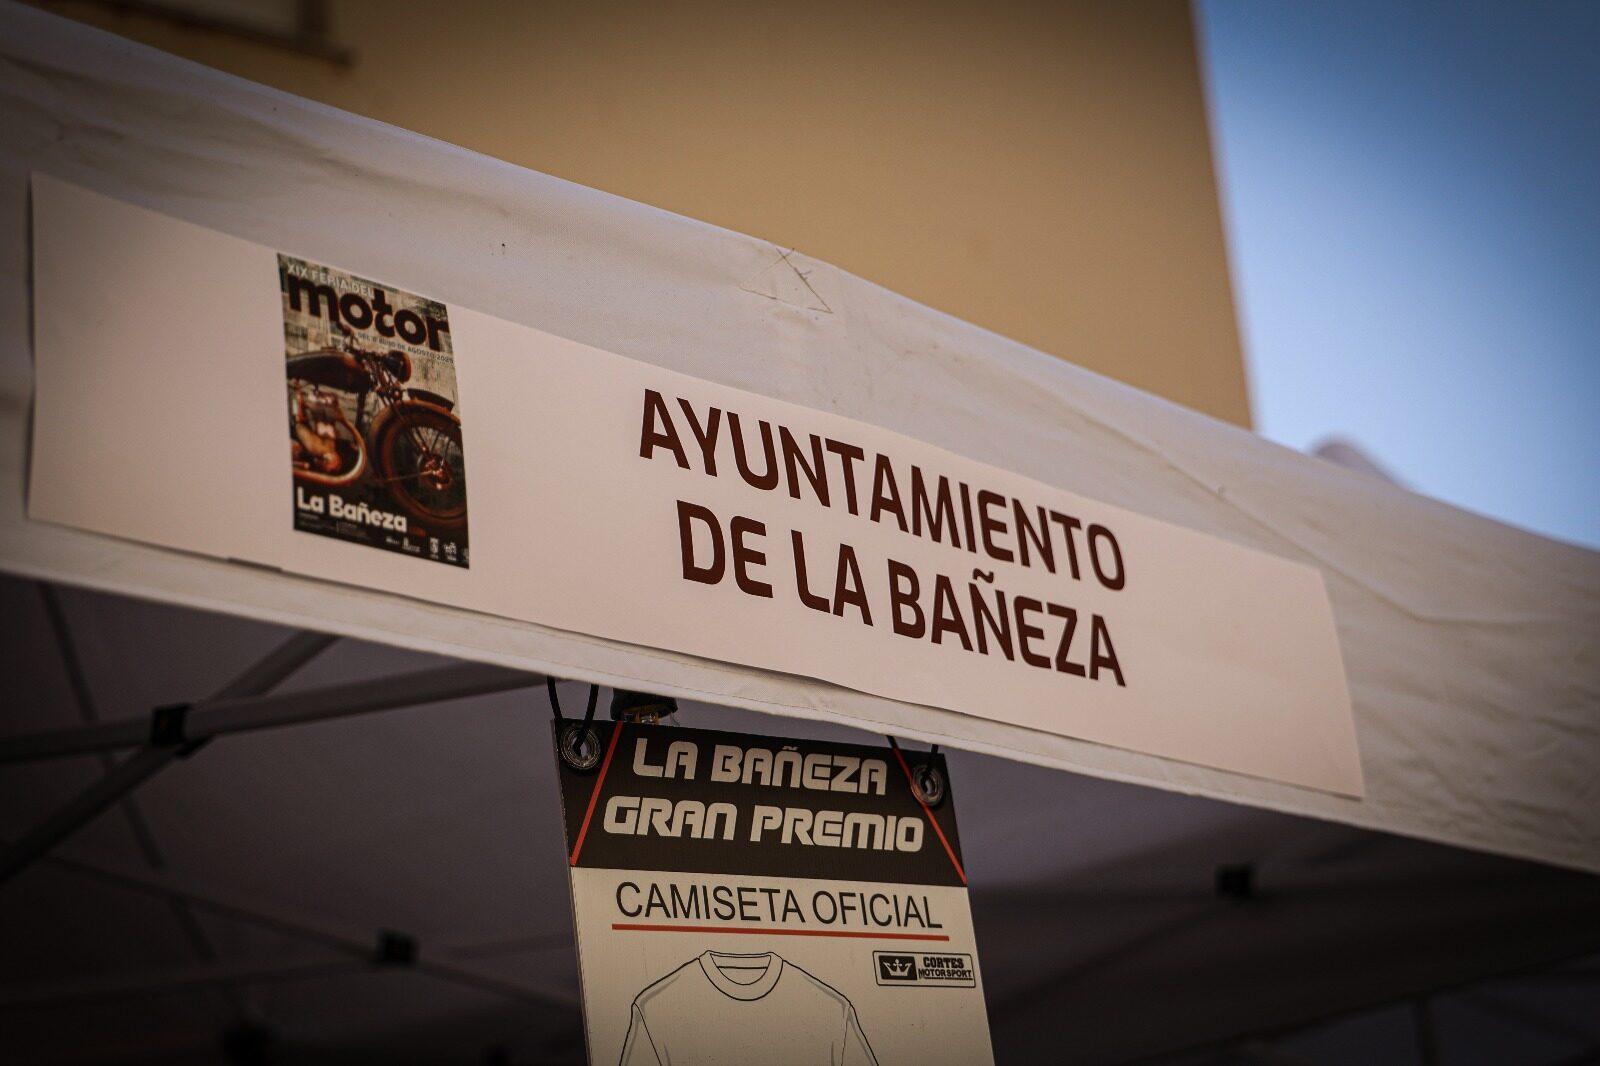 XIX FERIA DEL
motor
La Bañeza
AYUNTAMIENTO
DE LA BAÑEZA
LA BAÑEZA
GRAN PREMIO
CAMISETA OFICIAL
CORTES
MOTORSPORT